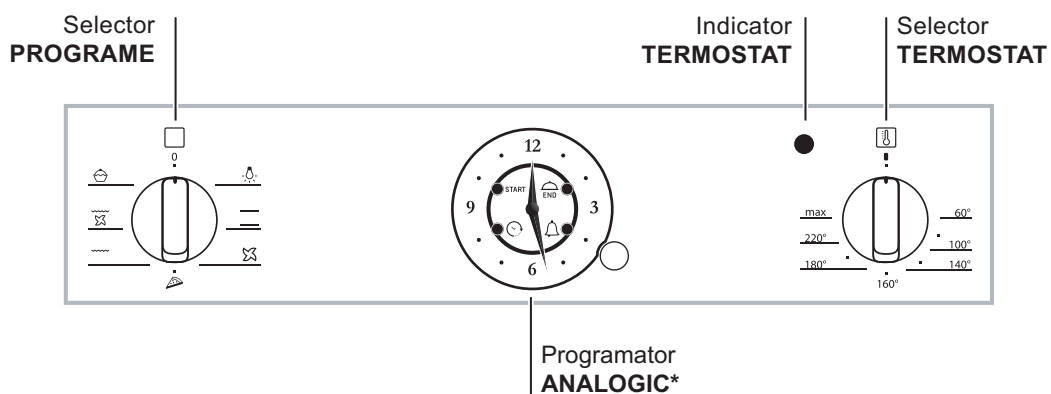 Selector
PROGRAME
Indicator
TERMOSTAT
Selector
TERMOSTAT
0
12
3
6
9
START
END
max
220°
180°
160°
60°
100°
140°
Programator
ANALOGIC*